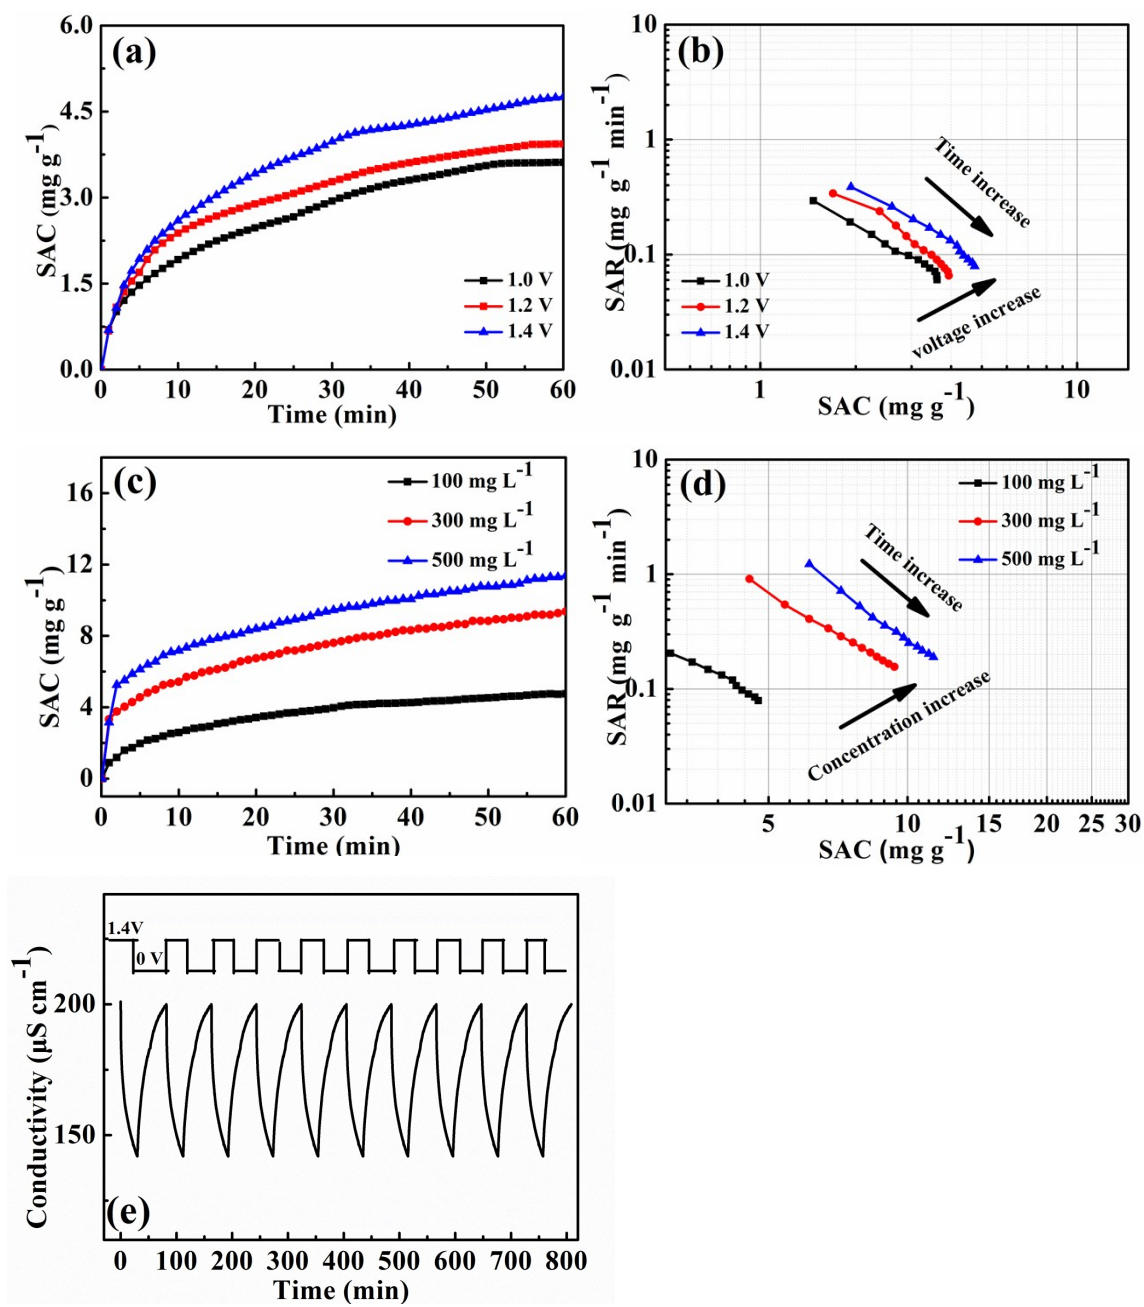 (a)
6.0
4.5
3.0
1.5
0.0
SAC (mg g-1)
1.0 V
1.2 V
1.4 V
0 10 20 30 40 50 60
Time (min)
(b)
10
1
0.1
0.01
SAR (mg g-1 min-1)
Time increase
voltage increase
1.0 V
1.2 V
1.4 V
1 10
SAC (mg g-1)
(c)
16
12
8
4
0
SAC (mg g-1)
100 mg L-1
300 mg L-1
500 mg L-1
0 10 20 30 40 50 60
Time (min)
(d)
10
1
0.1
0.01
SAR (mg g-1 min-1)
100 mg L-1
300 mg L-1
500 mg L-1
Time increase
Concentration increase
5 10 15 20 25 30
SAC (mg g-1)
1.4V
0 V
200
150
Conductivity (μS cm-1)
(e)
0 100 200 300 400 500 600 700 800
Time (min)